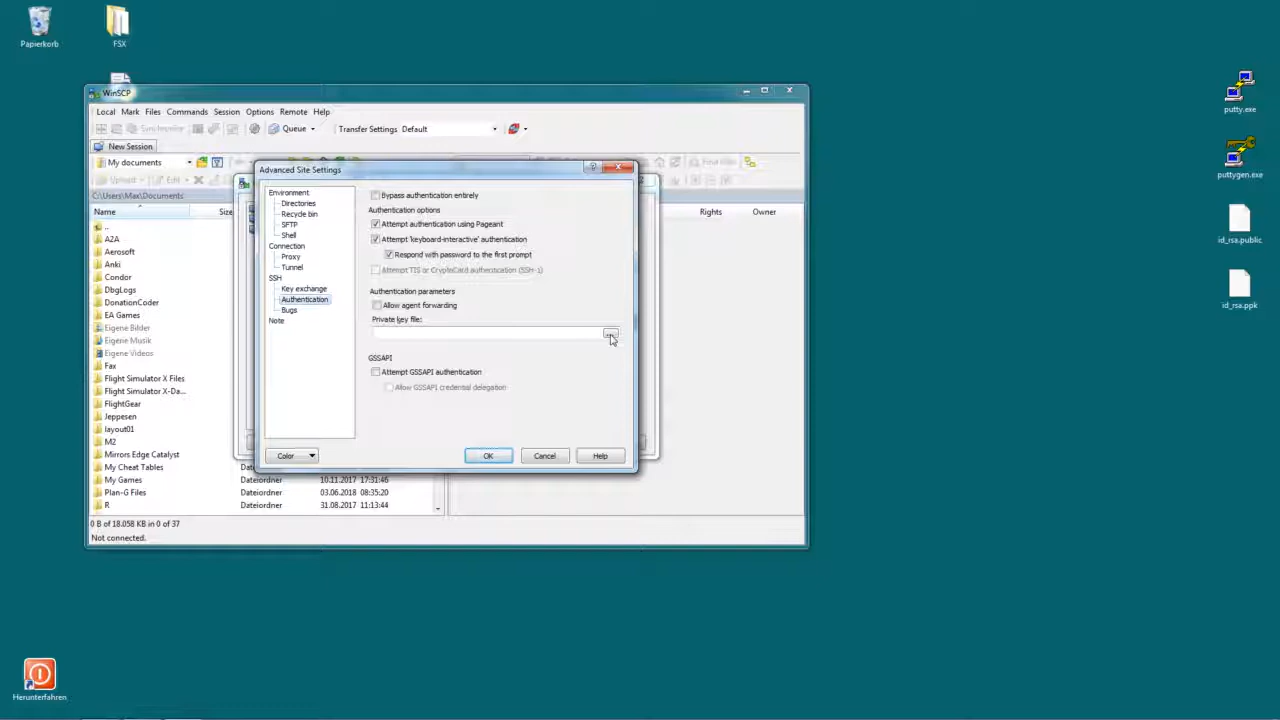 Papierkorb
FSX
putty.exe
puttygen.exe
id_rsa.public
id_rsa.ppk
Herunterfahren
WinSCP
Local Mark Files Commands Session Options Remote Help
Synchronize
Queue
Transfer Settings Default
New Session
My documents
Find Files
Upload
Edit
C:\Users\Max\Documents
Name
Size
Rights
Owner
..
A2A
Aerosoft
Anki
Condor
DbgLogs
DonationCoder
EA Games
Eigene Bilder
Eigene Musik
Eigene Videos
Fax
Flight Simulator X Files
Flight Simulator X-Da...
FlightGear
Jeppesen
layout01
M2
Mirrors Edge Catalyst
My Cheat Tables
My Games Dateiordner 10.11.2017 17:31:46
Plan-G Files Dateiordner 03.06.2018 08:35:20
R Dateiordner 31.08.2017 11:13:44
0 B of 18.058 KB in 0 of 37
Not connected.
Advanced Site Settings
Environment
Directories
Recycle bin
SFTP
Shell
Connection
Proxy
Tunnel
SSH
Key exchange
Authentication
Bugs
Note
Bypass authentication entirely
Authentication options
Attempt authentication using Pageant
Attempt 'keyboard-interactive' authentication
Respond with password to the first prompt
Attempt TIS or CryptoCard authentication (SSH-1)
Authentication parameters
Allow agent forwarding
Private key file:
...
GSSAPI
Attempt GSSAPI authentication
Allow GSSAPI credential delegation
Color
OK
Cancel
Help